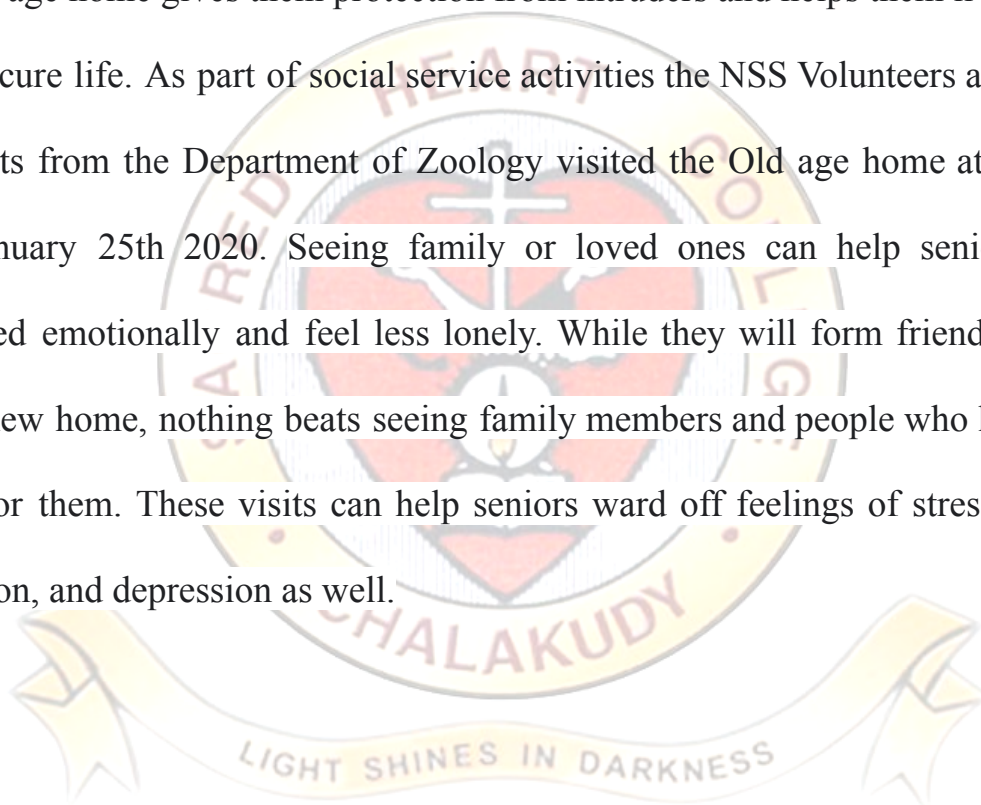 age home gives them protection from intruders and helps them
cure life. As part of social service activities the NSS Volunteers a
ts from the Department of Zoology visited the Old age home at
nuary 25th 2020. Seeing family or loved ones can help seni
ed emotionally and feel less lonely. While they will form friend
ew home, nothing beats seeing family members and people who
or them. These visits can help seniors ward off feelings of stres
on, and depression as well.
SACRED HEART COLLEGE
CHALAKUDY
LIGHT SHINES IN DARKNESS